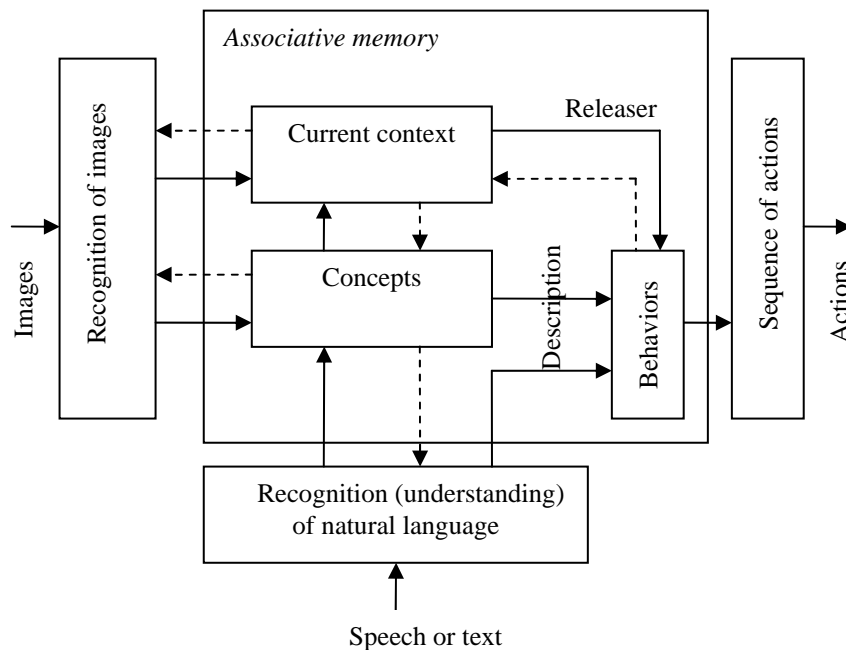 Associative memory
Releaser
Current context
Recognition of images
Sequence of actions
Concepts
Description
Behaviors
Images
Actions
Recognition (understanding)
of natural language
Speech or text